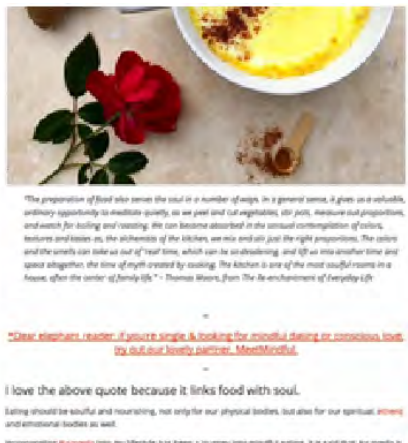 "The preparation of food also serves the soul in a number of ways. In a general sense, it gives us a valuable,
ordinary opportunity to meditate quietly, as we peel and cut vegetables, stir pots, measure out proportions,
and watch for boiling and roasting. We can become absorbed in the sensual contemplation of colors,
textures and tastes as, the alchemists of the kitchen, we mix and stir just the right proportions. The colors
and the smells can take us out of "real" time, which can be so deadening, and lift us into another time and
space altogether, the time of myth created by cooking. The kitchen is one of the most soulful rooms in a
house, often the center of family life." ~ Thomas Moore, from The Re-enchantment of Everyday Life
~
*Dear elephant reader: if you're single & looking for mindful dating or conscious love,
try out our lovely partner, MeetMindful.
~
I love the above quote because it links food with soul.
Eating should be soulful and nourishing, not only for our physical bodies, but also for our spiritual,
and emotional bodies as well.